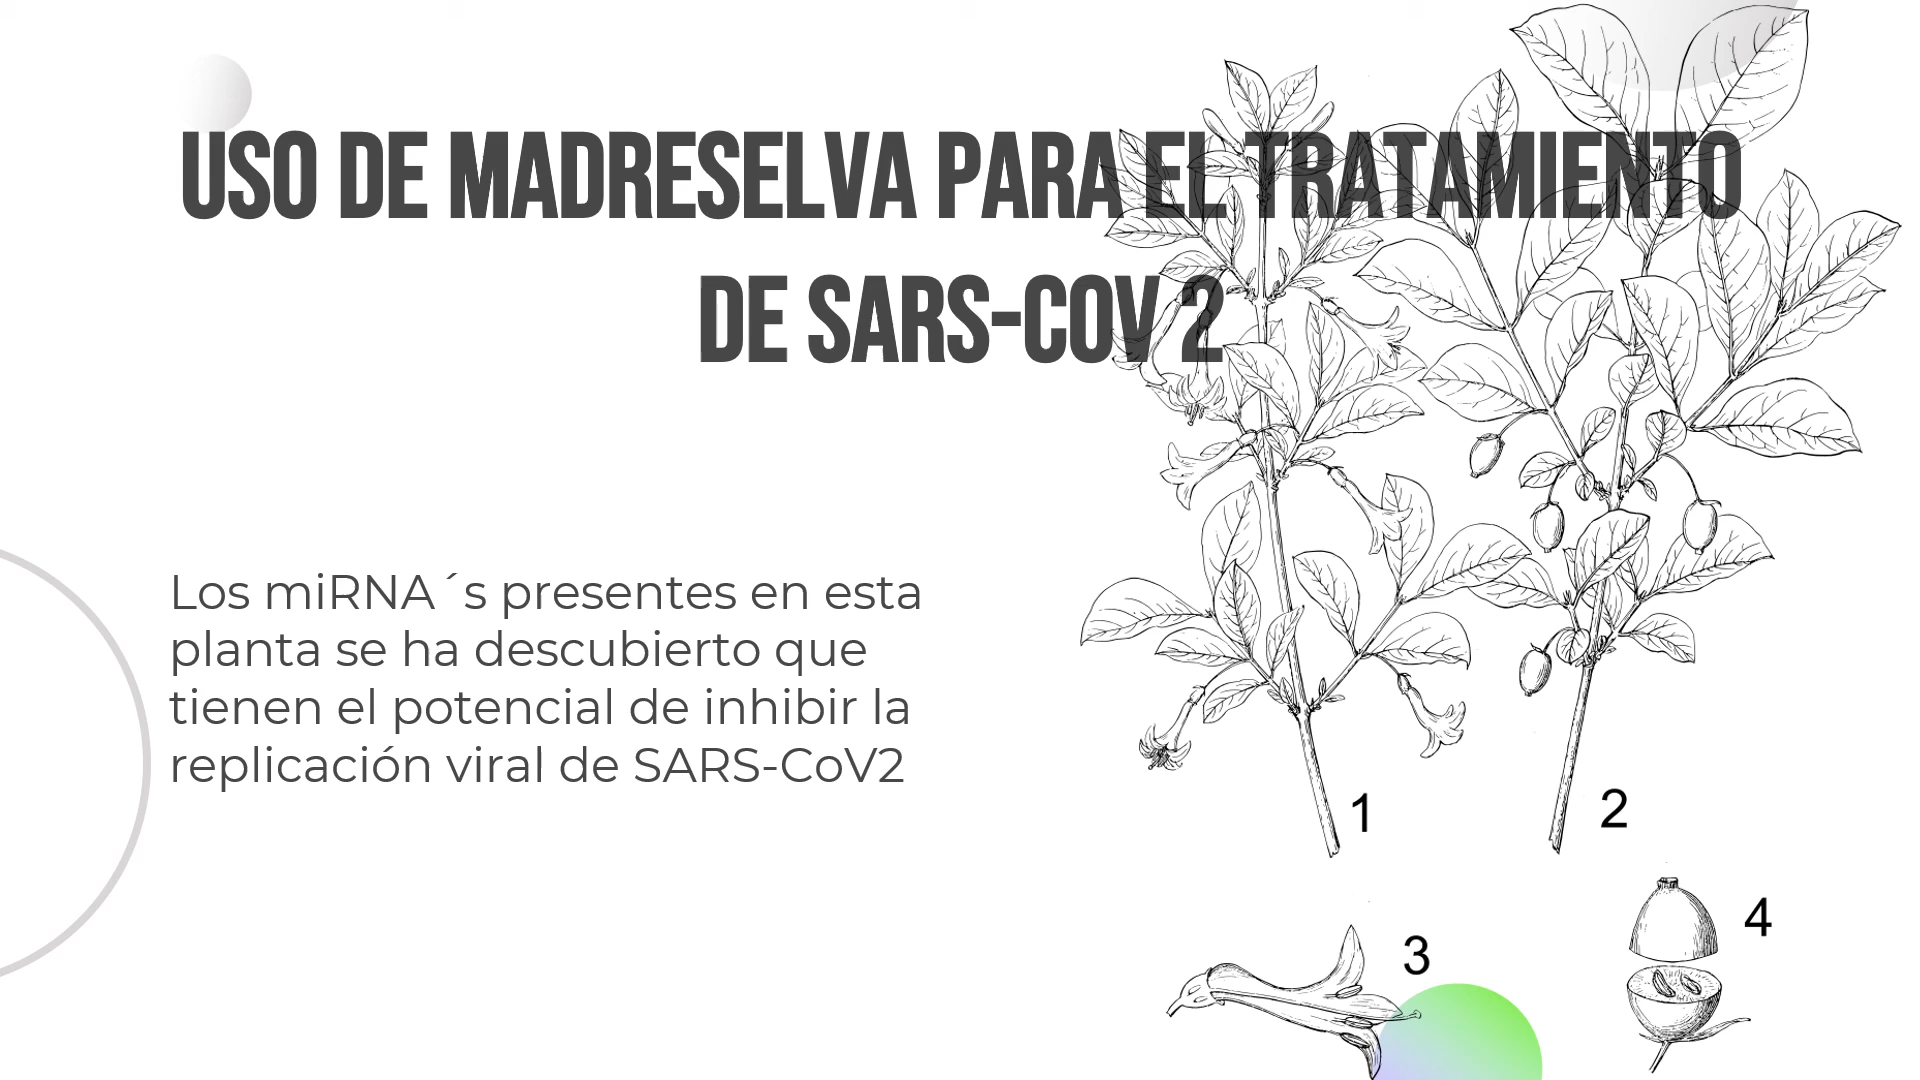 USO DE MADRESELVA PARA EL TRATAMIENTO
DE SARS-COV 2
Los miRNA´s presentes en esta
planta se ha descubierto que
tienen el potencial de inhibir la
replicación viral de SARS-CoV2
1
2
3
4